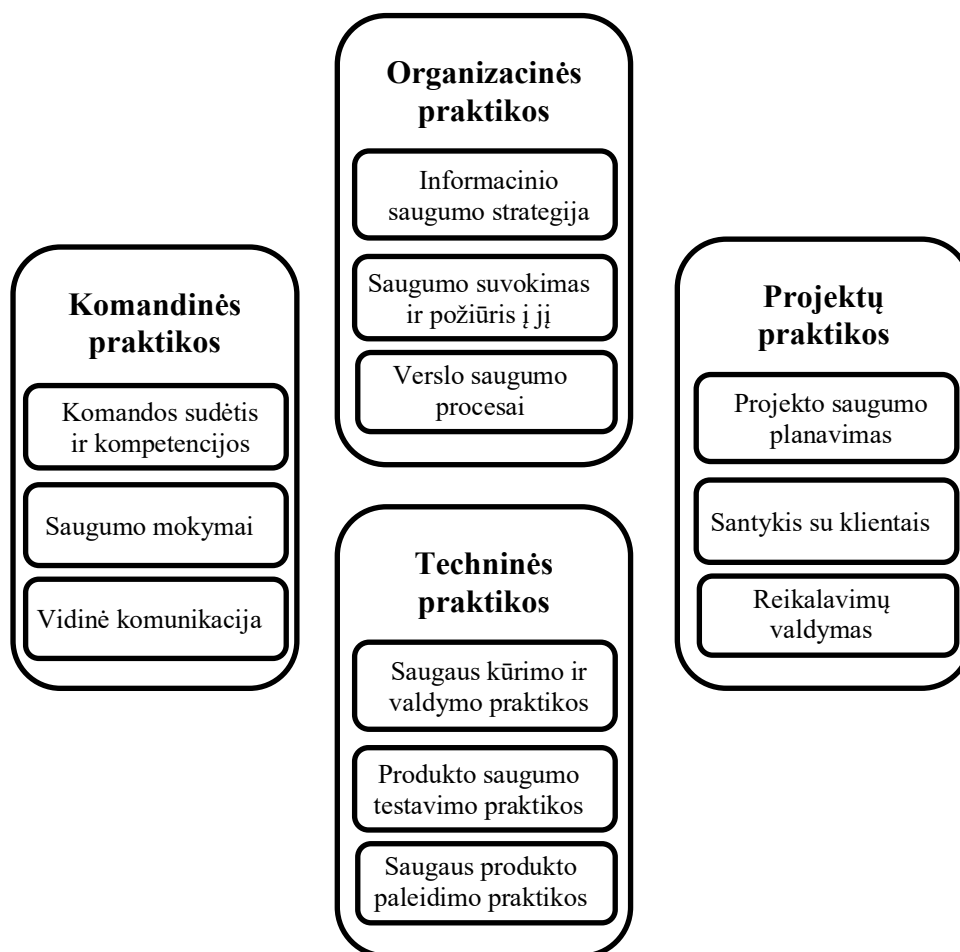 Organizacinės
praktikos
Informacinio
saugumo strategija
Saugumo suvokimas
ir požiūris į jį
Verslo saugumo
procesai
Komandinės
praktikos
Komandos sudėtis
ir kompetencijos
Saugumo mokymai
Vidinė komunikacija
Projektų
praktikos
Projekto saugumo
planavimas
Santykis su klientais
Reikalavimų
valdymas
Techninės
praktikos
Saugaus kūrimo ir
valdymo praktikos
Produkto saugumo
testavimo praktikos
Saugaus produkto
paleidimo praktikos